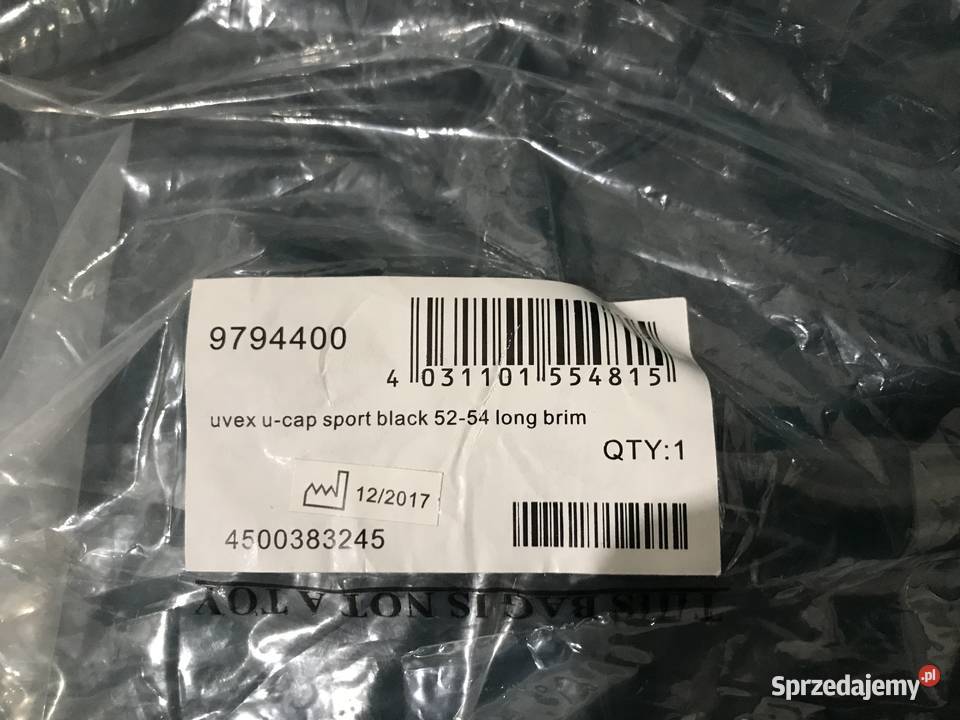 9794400
4 031101 554815
uvex u-cap sport black 52-54 long brim
QTY:1
12/2017
4500383245
THIS BAG IS NOT A TOY
Sprzedajemy.pl